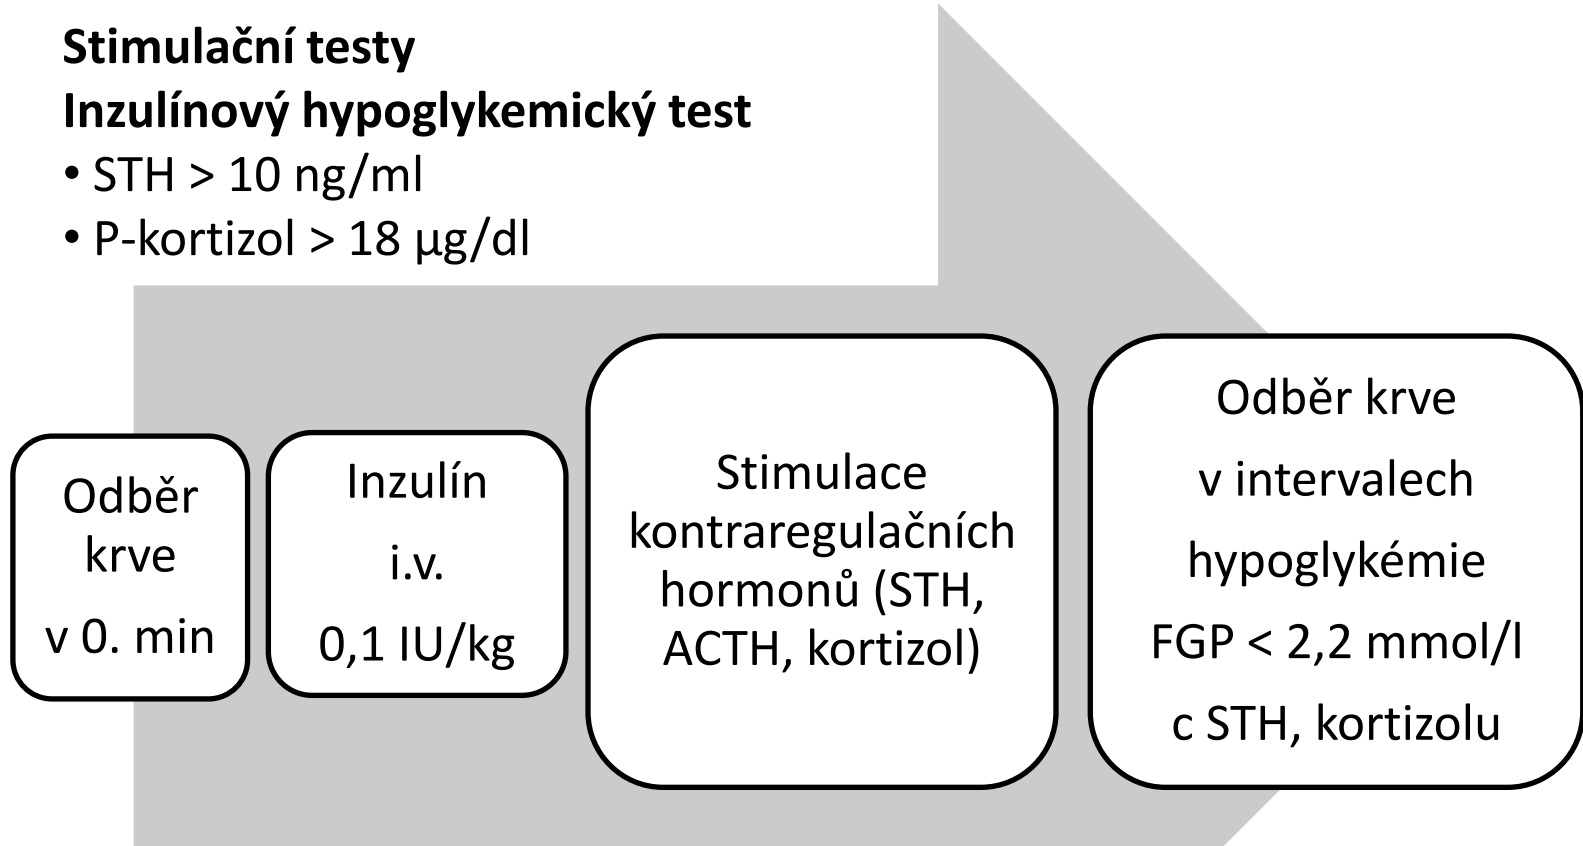 Stimulační testy
Inzulínový hypoglykemický test
• STH > 10 ng/ml
• P-kortizol > 18 µg/dl
Odběr
krve
v 0. min
Inzulín
i.v.
0,1 IU/kg
Stimulace
kontraregulačních
hormonů (STH,
ACTH, kortizol)
Odběr krve
v intervalech
hypoglykémie
FGP < 2,2 mmol/l
c STH, kortizolu